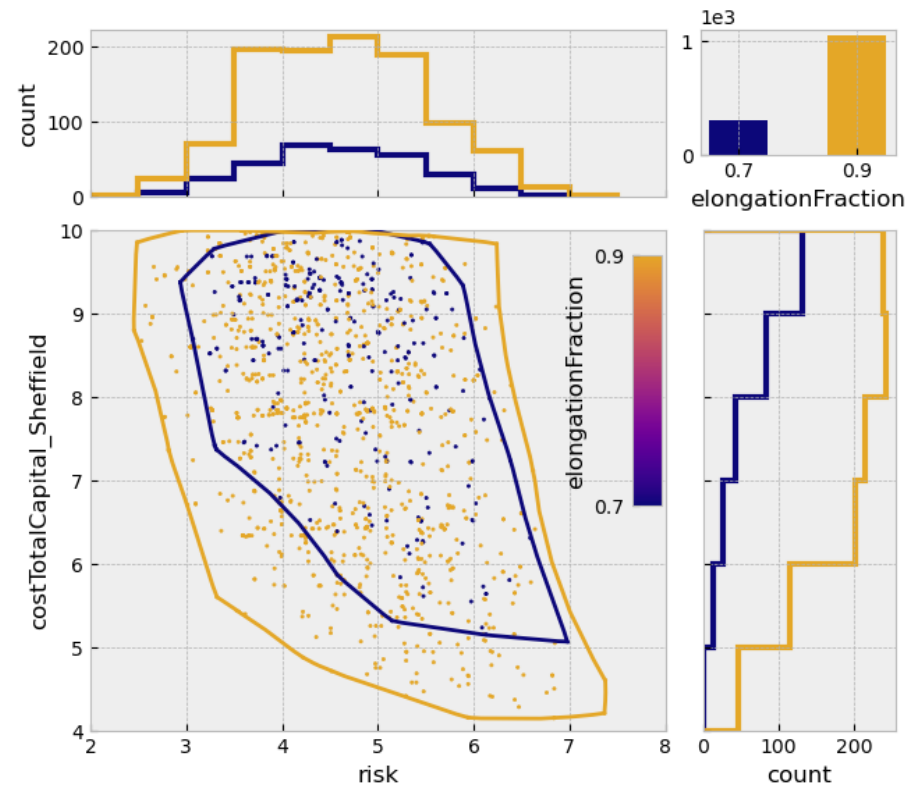 1e3
200
100
0
count
1
0
0.7 0.9
elongationFraction
10
9
8
7
6
5
4
costTotalCapital_Sheffield
0.9
0.7
elongationFraction
2 3 4 5 6 7 8
risk
0 100 200
count